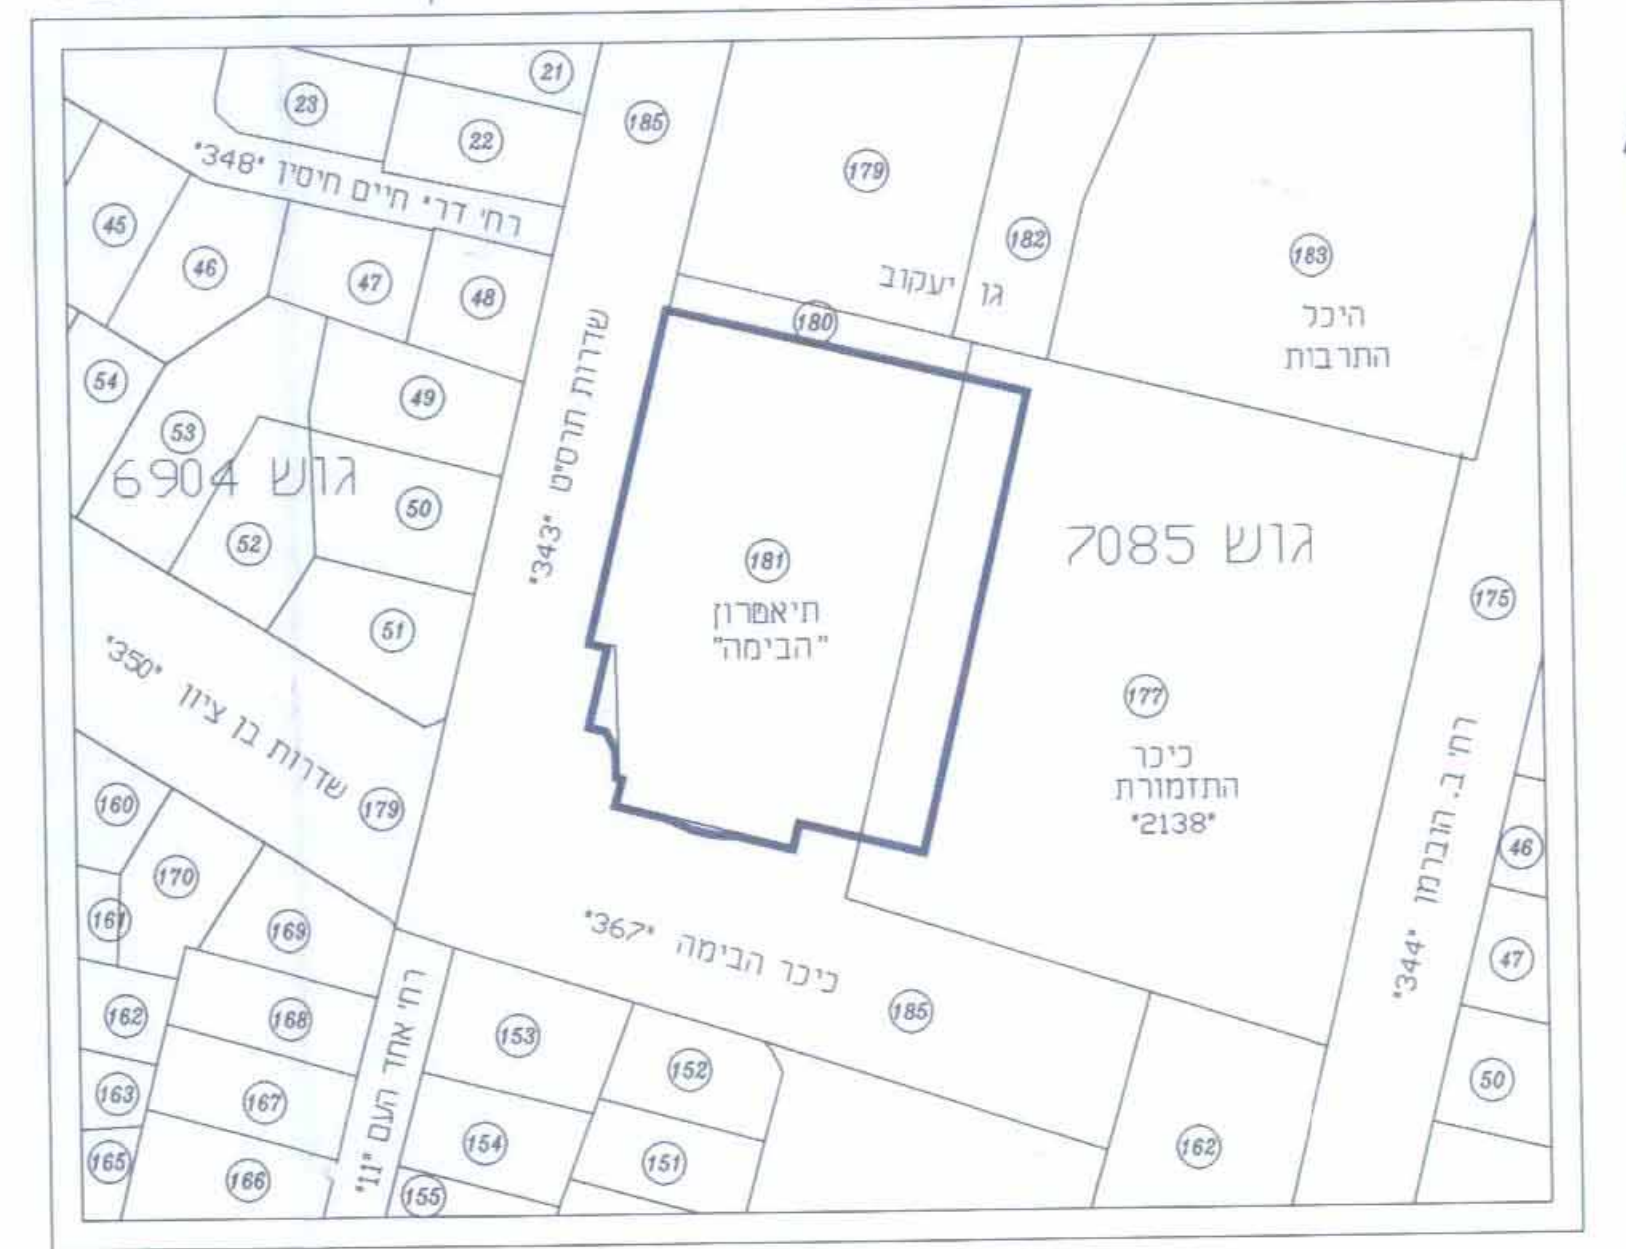 21
23
22
185
179
רח' דר' חיים חיסין "348"
45
46
47
48
182
183
גן יעקוב
היכל
התרבות
180
54
49
53
גוש 6904
50
52
51
שדרות תרס"ט "343"
181
תיאטרון
"הבימה"
גוש 7085
175
177
כיכר
התזמורת
"2138"
שדרות בן ציון "350"
179
160
170
161
169
רח' ב. הוברמן "344"
46
47
50
כיכר הבימה "367"
185
162
168
163
167
165
166
רח' אחד העם "11"
153
152
154
151
155
162